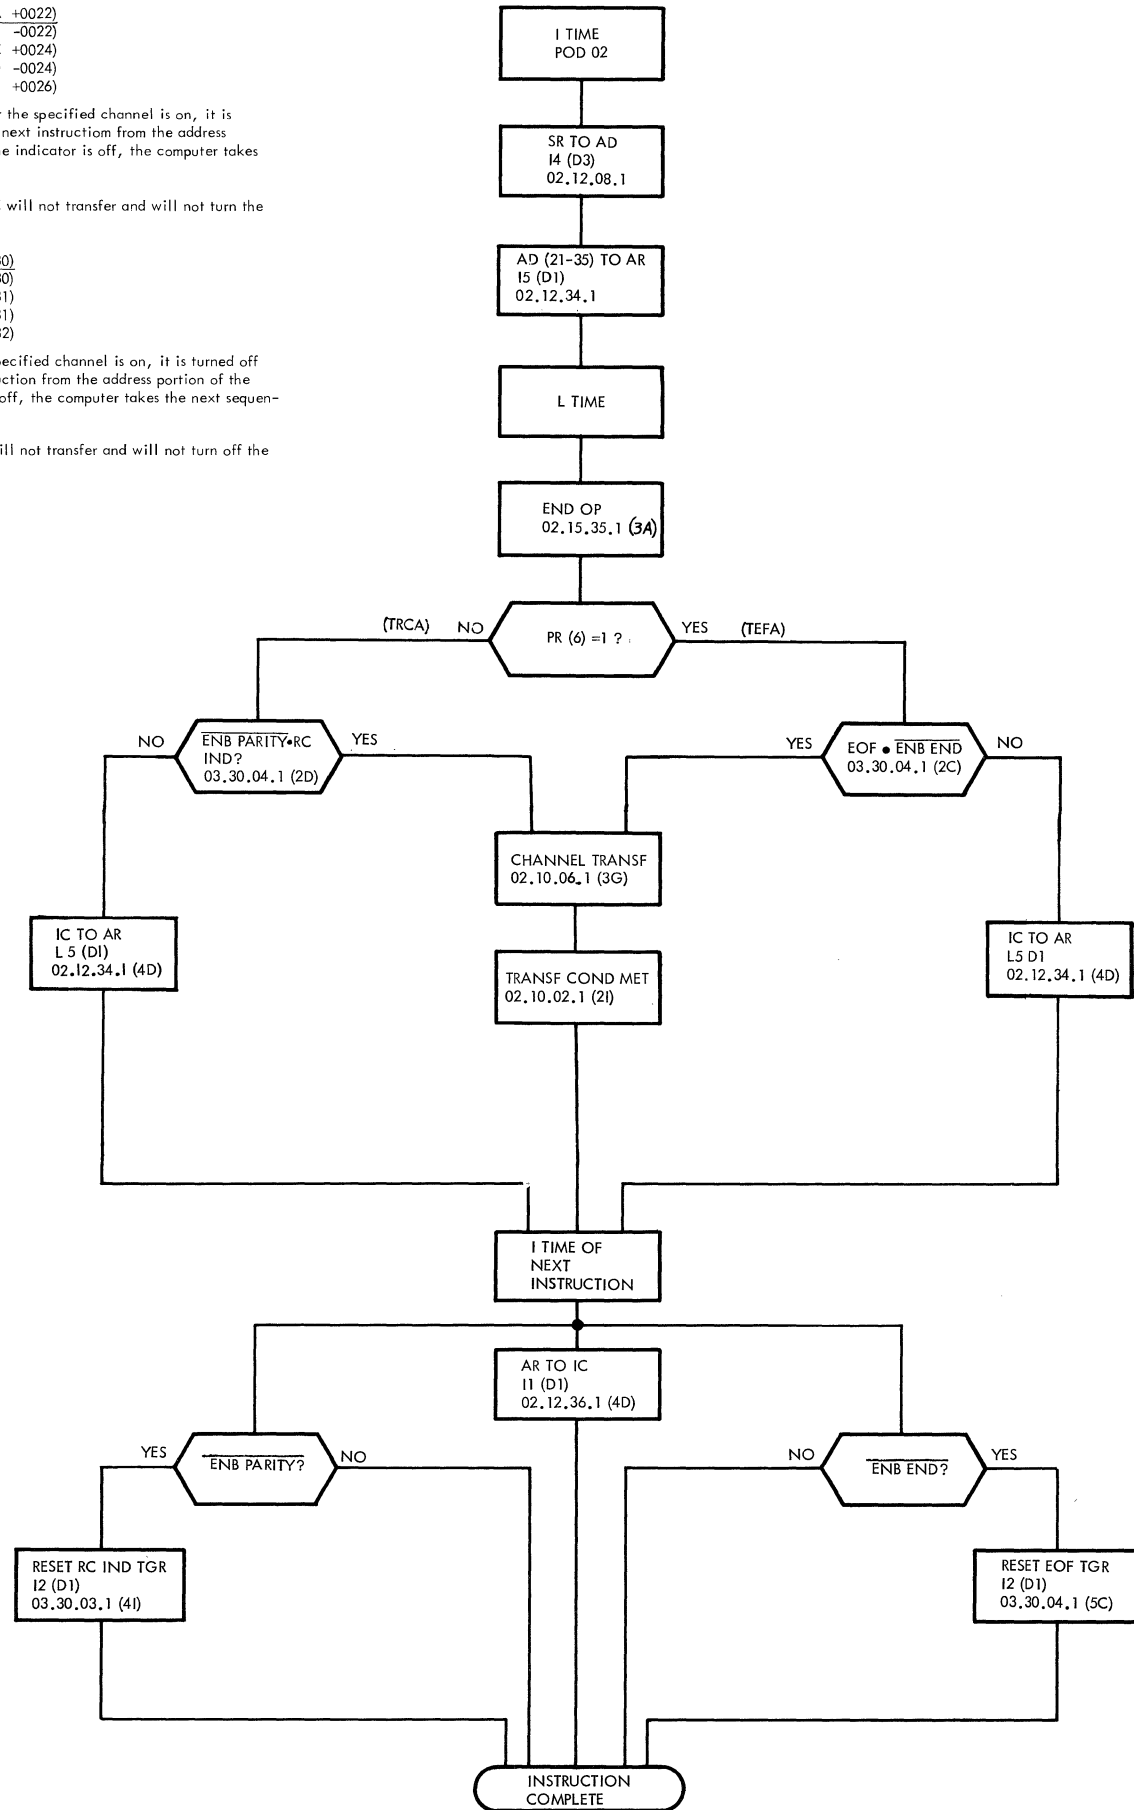 +0022)
-0022)
+0024)
-0024)
+0026)
the specified channel is on, it is
next instructiom from the address
indicator is off, the computer takes
will not transfer and will not turn the
ecified channel is on, it is turned off
uction from the address portion of the
off, the computer takes the next sequen-
ill not transfer and will not turn off the
I TIME
POD 02
SR TO AD
I4 (D3)
02.12.08.1
AD (21-35) TO AR
I5 (D1)
02.12.34.1
L TIME
END OP
02.15.35.1 (3A)
(TRCA) NO
PR (6) =1 ?
YES (TEFA)
NO
ENB PARITY•RC
IND?
03.30.04.1 (2D)
YES
YES
EOF • ENB END
03.30.04.1 (2C)
NO
CHANNEL TRANSF
02.10.06.1 (3G)
IC TO AR
L 5 (DI)
02.12.34.1 (4D)
TRANSF COND MET
02.10.02.1 (2I)
IC TO AR
L5 D1
02.12.34.1 (4D)
I TIME OF
NEXT
INSTRUCTION
AR TO IC
I1 (D1)
02.12.36.1 (4D)
YES
ENB PARITY?
NO
NO
ENB END?
YES
RESET RC IND TGR
I2 (D1)
03.30.03.1 (4I)
RESET EOF TGR
I2 (D1)
03.30.04.1 (5C)
INSTRUCTION
COMPLETE